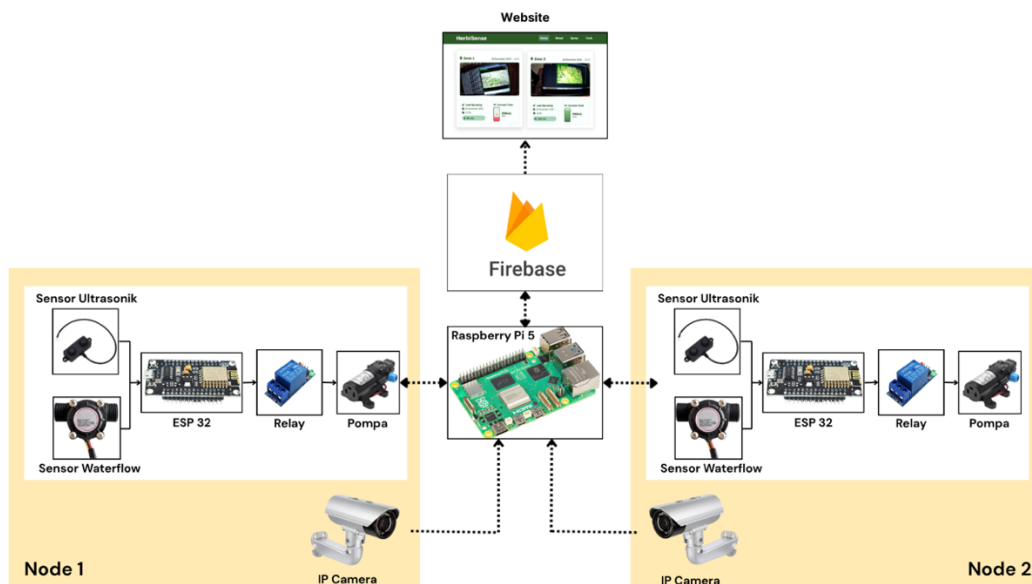 Website
HerbiSense
Firebase
Sensor Ultrasonik
Raspberry Pi 5
Sensor Ultrasonik
ESP 32
Relay
Pompa
ESP 32
Relay
Pompa
Sensor Waterflow
Sensor Waterflow
Node 1
IP Camera
IP Camera
Node 2